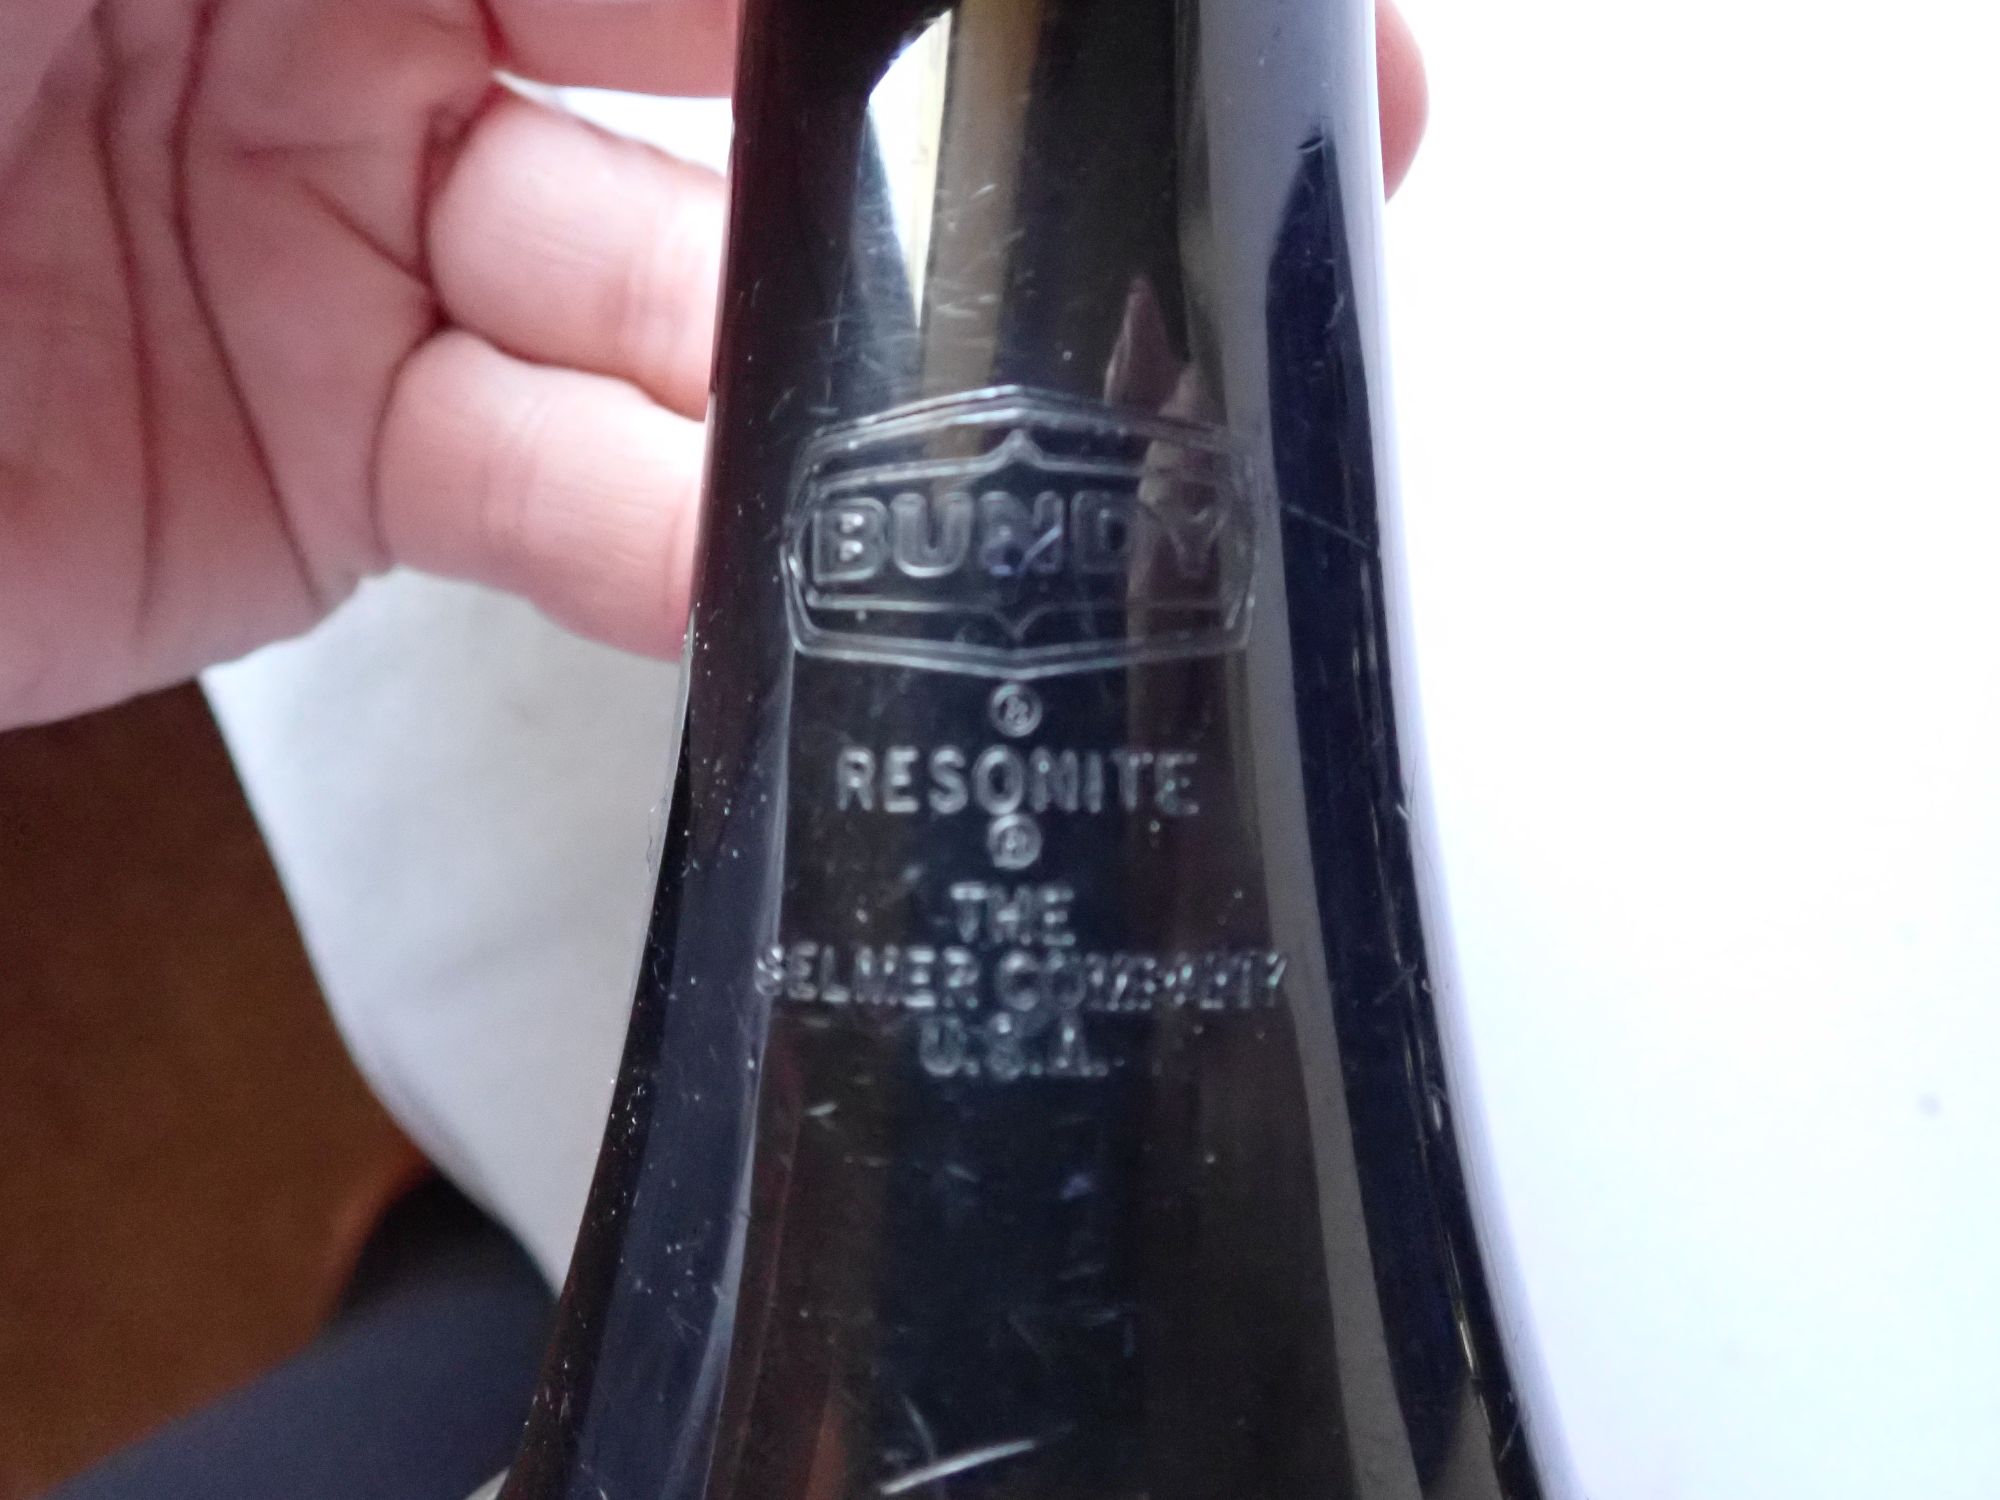 BUNDY
®
RESONITE
®
THE
SELMER COMPANY
U.S.A.